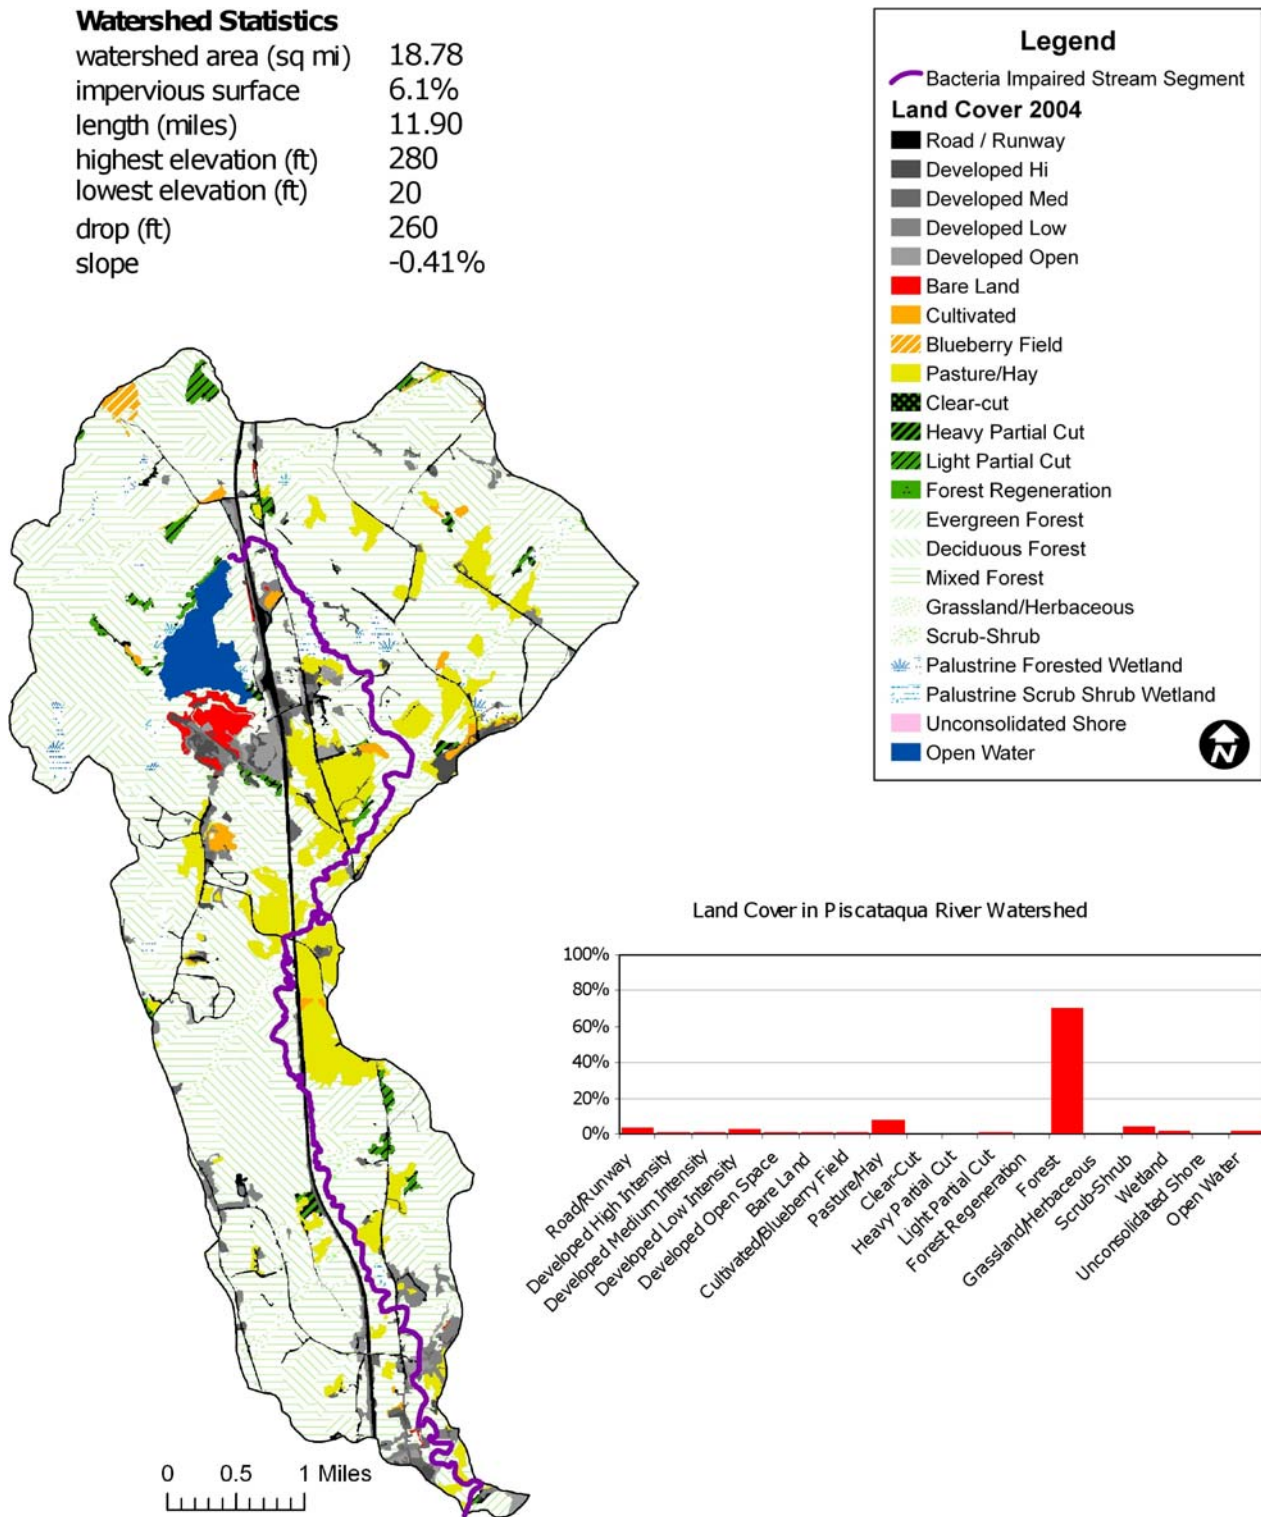 Watershed Statistics
watershed area (sq mi) 18.78
impervious surface 6.1%
length (miles) 11.90
highest elevation (ft) 280
lowest elevation (ft) 20
drop (ft) 260
slope -0.41%
Legend
Bacteria Impaired Stream Segment
Land Cover 2004
Road / Runway
Developed Hi
Developed Med
Developed Low
Developed Open
Bare Land
Cultivated
Blueberry Field
Pasture/Hay
Clear-cut
Heavy Partial Cut
Light Partial Cut
Forest Regeneration
Evergreen Forest
Deciduous Forest
Mixed Forest
Grassland/Herbaceous
Scrub-Shrub
Palustrine Forested Wetland
Palustrine Scrub Shrub Wetland
Unconsolidated Shore
Open Water
N
Land Cover in Piscataqua River Watershed
100%
80%
60%
40%
20%
0%
Road/Runway
Developed High Intensity
Developed Medium Intensity
Developed Low Intensity
Developed Open Space
Bare Land
Cultivated/Blueberry Field
Pasture/Hay
Clear-Cut
Heavy Partial Cut
Light Partial Cut
Forest Regeneration
Forest
Grassland/Herbaceous
Scrub-Shrub
Wetland
Unconsolidated Shore
Open Water
0 0.5 1 Miles